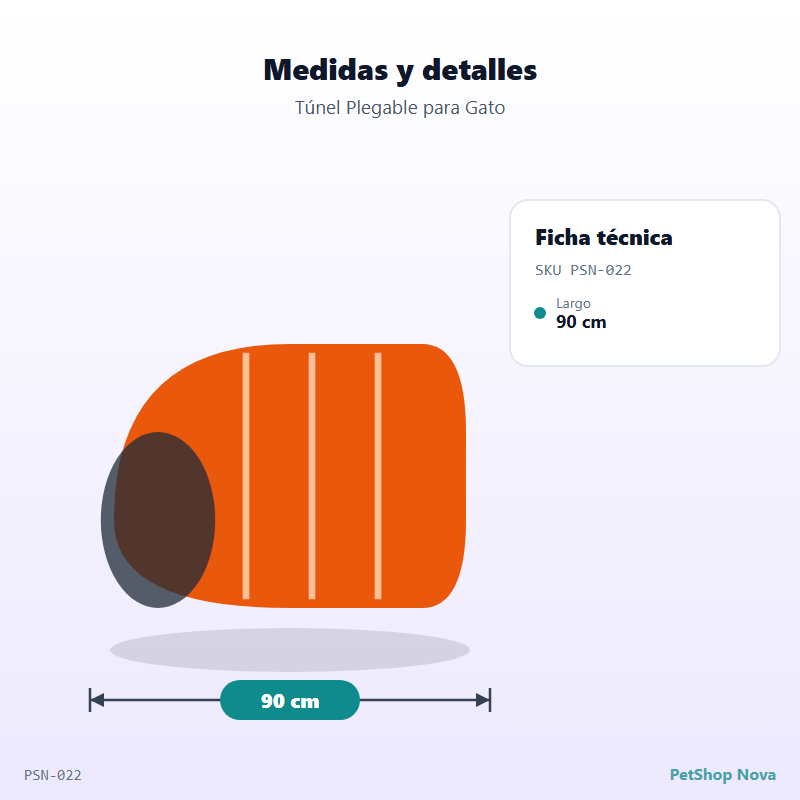 Medidas y detalles
Túnel Plegable para Gato
Ficha técnica
SKU PSN-022
Largo
90 cm
90 cm
PSN-022
PetShop Nova